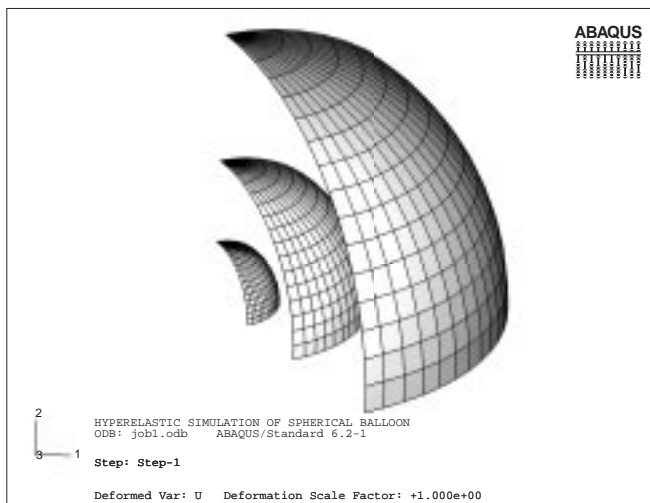 ABAQUS
2
3
1
HYPERELASTIC SIMULATION OF SPHERICAL BALLOON
ODB: job1.odb ABAQUS/Standard 6.2-1
Step: Step-1
Deformed Var: U Deformation Scale Factor: +1.000e+00